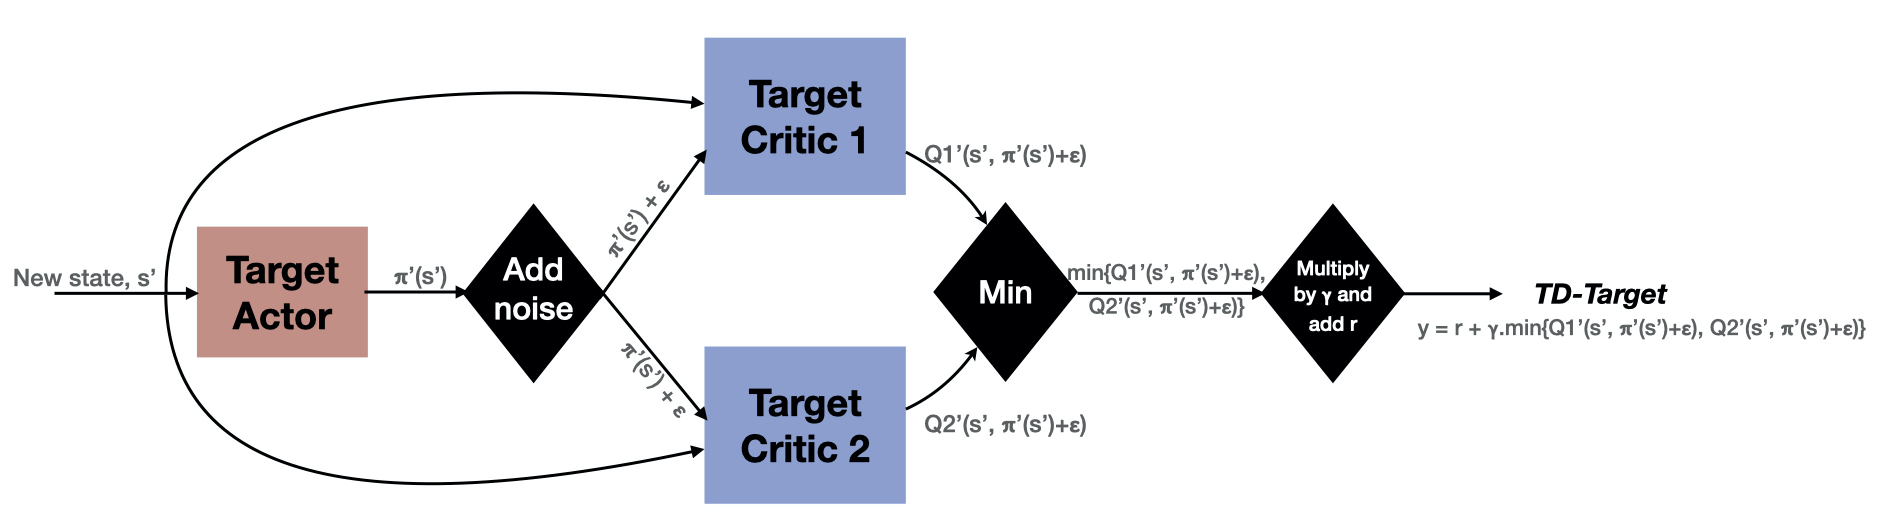 New state, s’
Target
Actor
π’(s’)
Add
noise
π’(s’) + ε
π’(s’) + ε
Target
Critic 1
Target
Critic 2
Q1’(s’, π’(s’)+ε)
Q2’(s’, π’(s’)+ε)
Min
min{Q1’(s’, π’(s’)+ε),
Q2’(s’, π’(s’)+ε)}
Multiply
by γ and
add r
TD-Target
y = r + γ.min{Q1’(s’, π’(s’)+ε), Q2’(s’, π’(s’)+ε)}